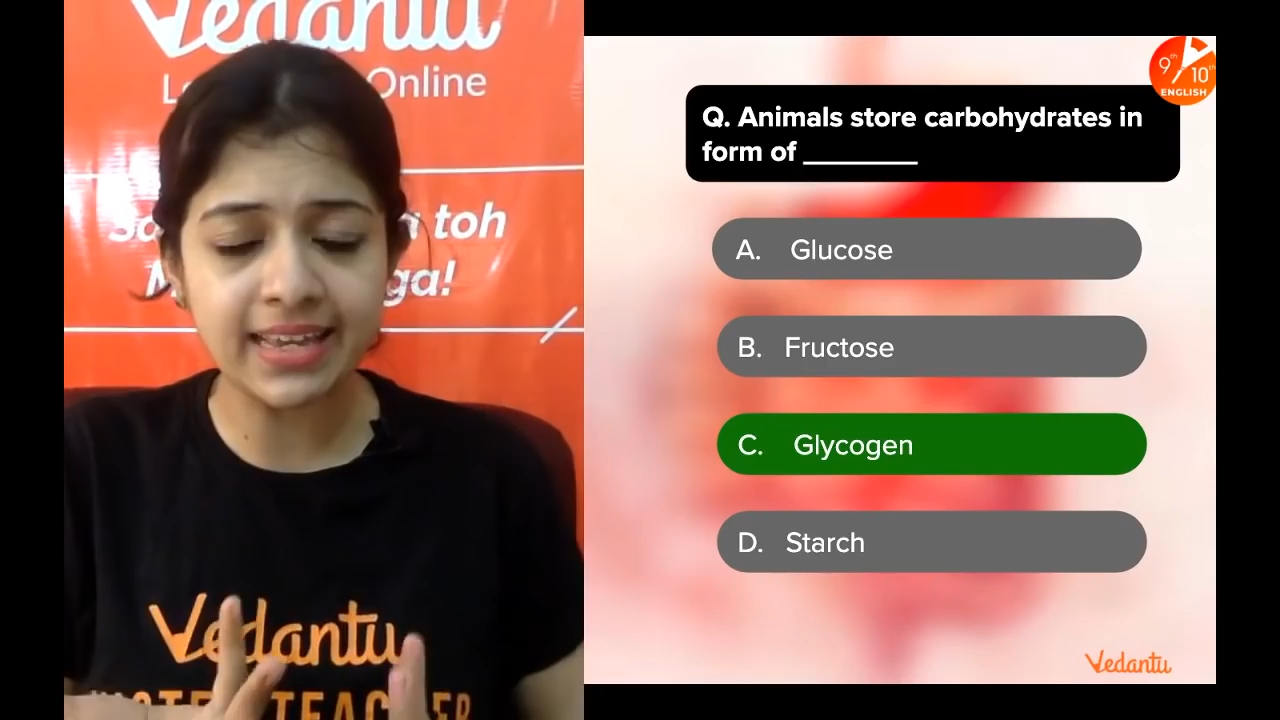 Vedantu
Online
toh
ga!
Vedantu
9th 10th
ENGLISH
Q. Animals store carbohydrates in
form of ________
A. Glucose
B. Fructose
C. Glycogen
D. Starch
Vedantu